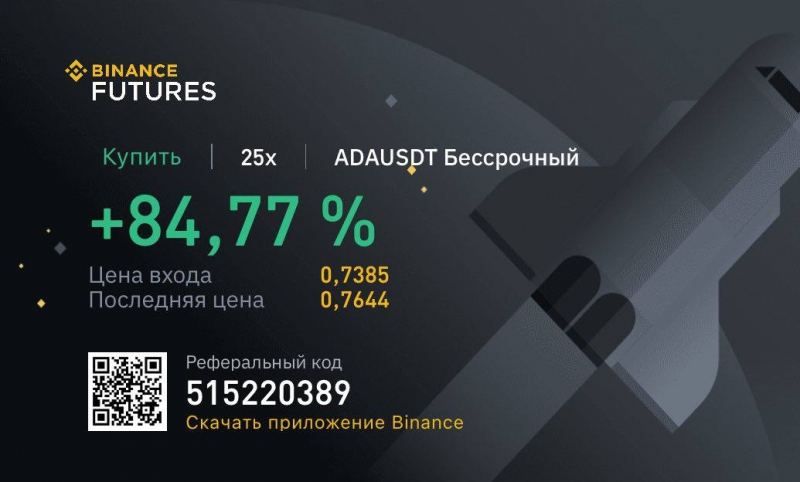 BINANCE
FUTURES
Купить | 25x | ADAUSDT Бессрочный
+84,77 %
Цена входа 0,7385
Последняя цена 0,7644
Реферальный код
515220389
Скачать приложение Binance